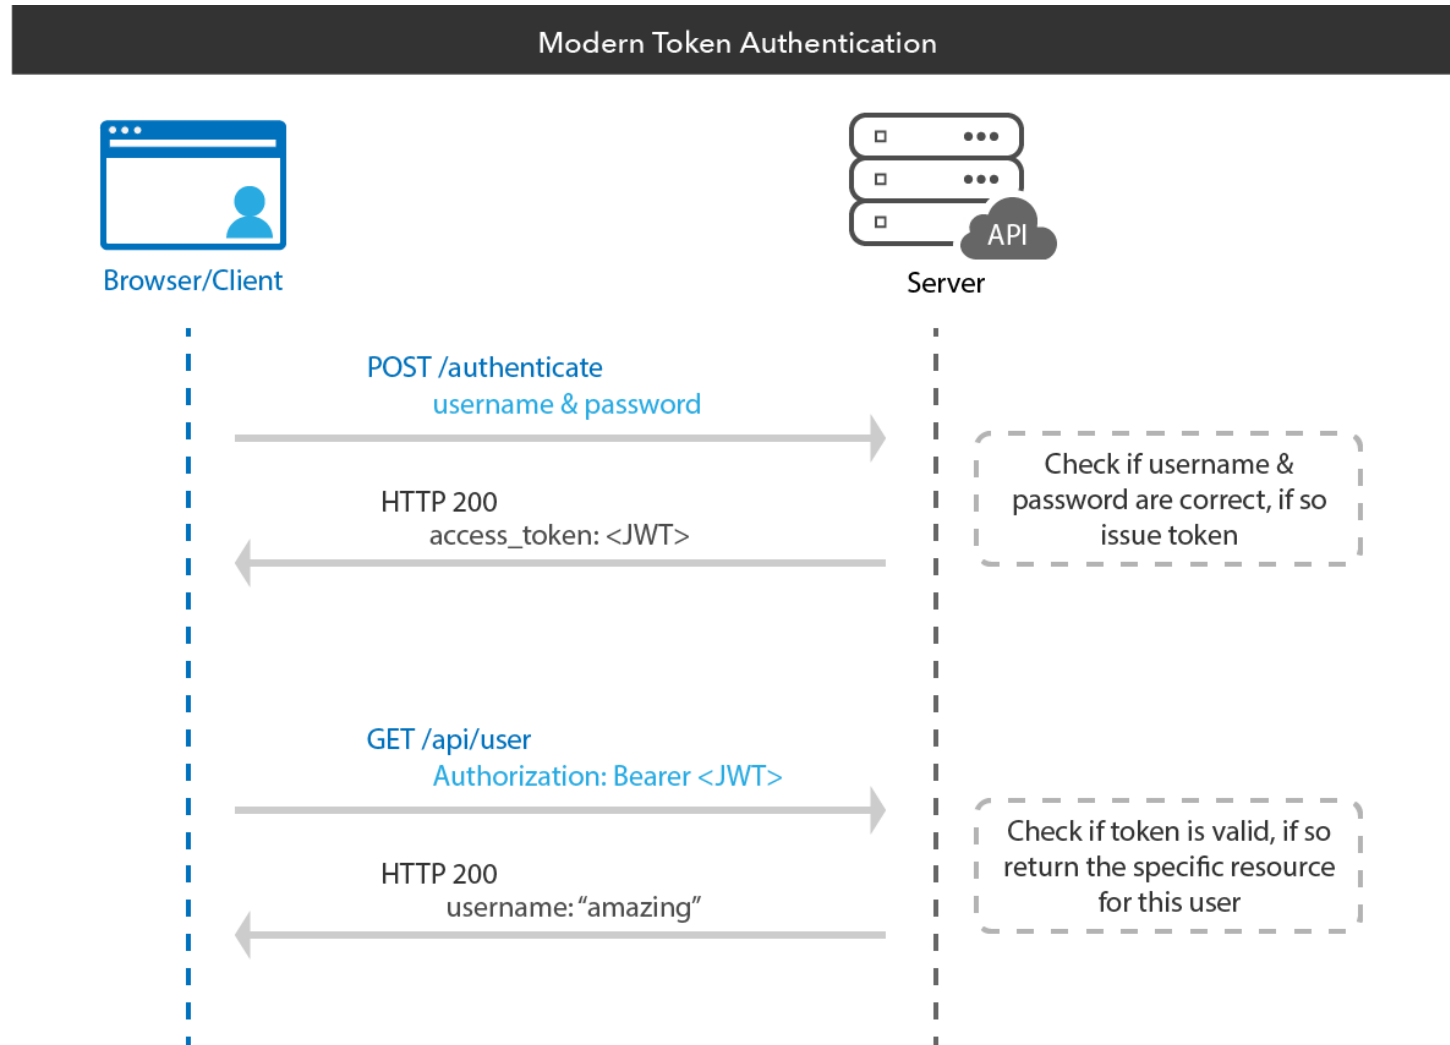 Modern Token Authentication
API
Browser/Client
Server
POST /authenticate
username & password
Check if username &
password are correct, if so
issue token
HTTP 200
access_token: <JWT>
GET /api/user
Authorization: Bearer <JWT>
Check if token is valid, if so
return the specific resource
for this user
HTTP 200
username: “amazing”